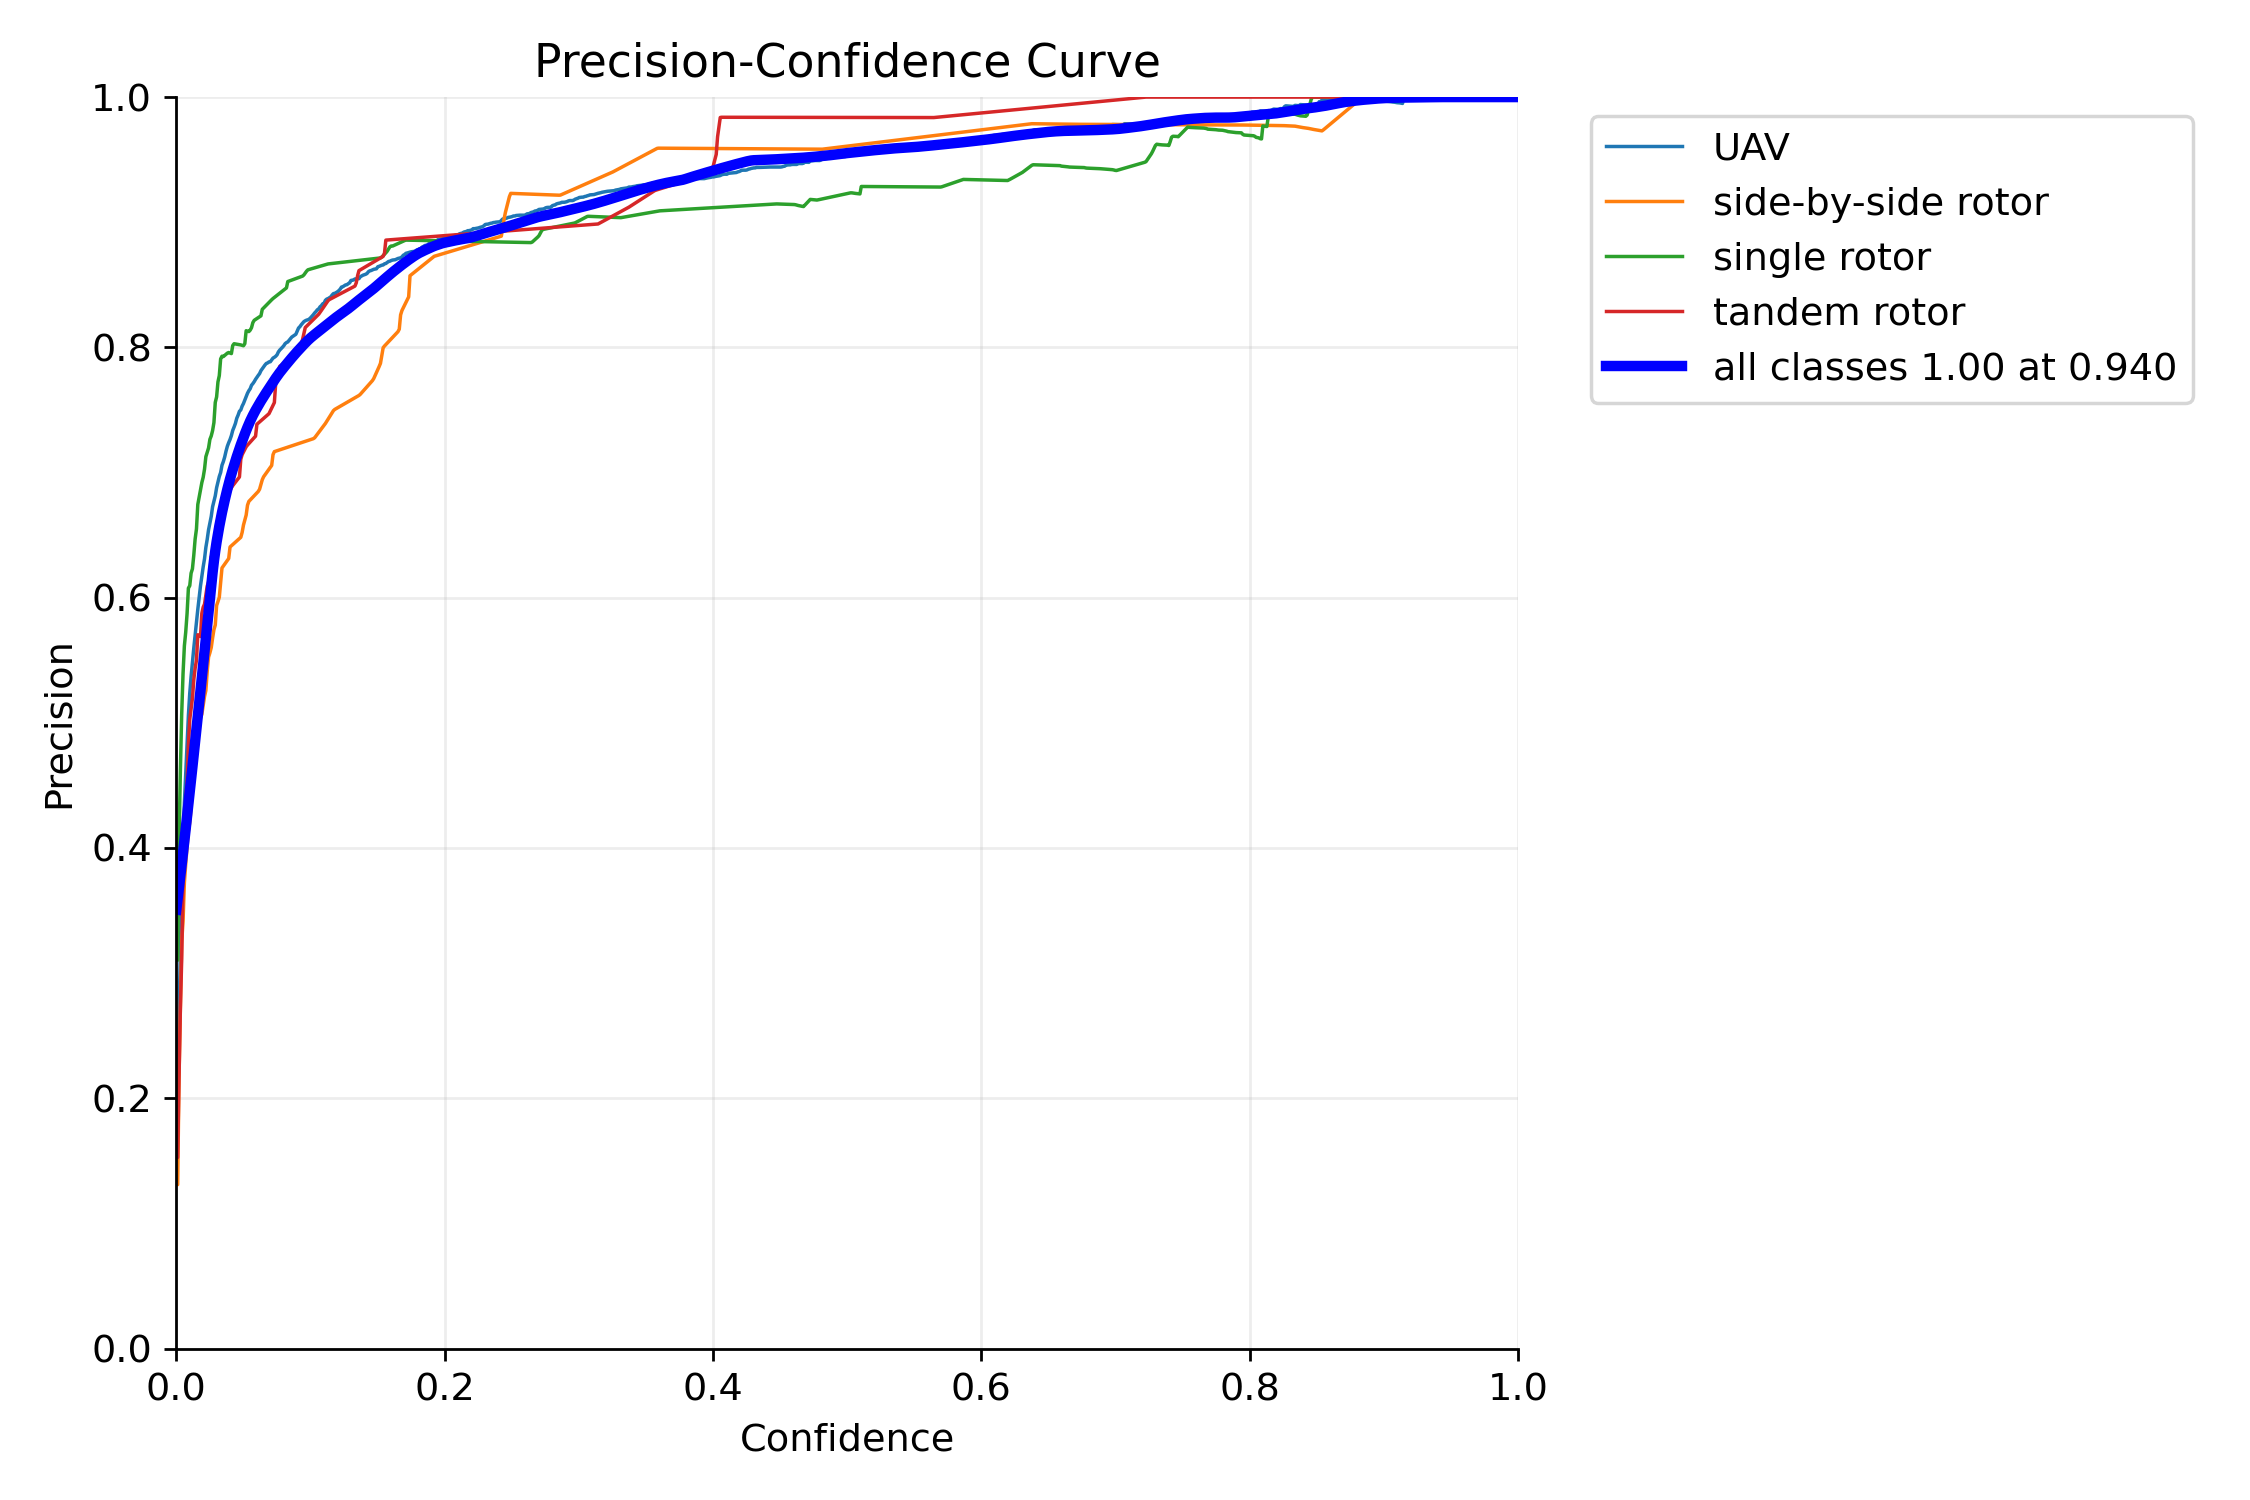 Precision-Confidence Curve
1.0
0.8
0.6
0.4
0.2
0.0
Precision
0.0 0.2 0.4 0.6 0.8 1.0
Confidence
UAV
side-by-side rotor
single rotor
tandem rotor
all classes 1.00 at 0.940